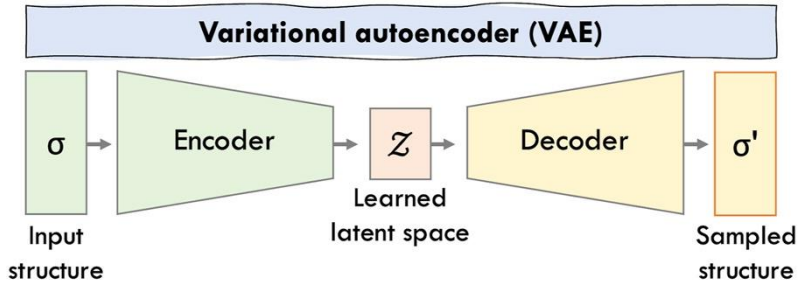 Variational autoencoder (VAE)
σ
Encoder
𝒵
Decoder
σ'
Learned
latent space
Input
structure
Sampled
structure